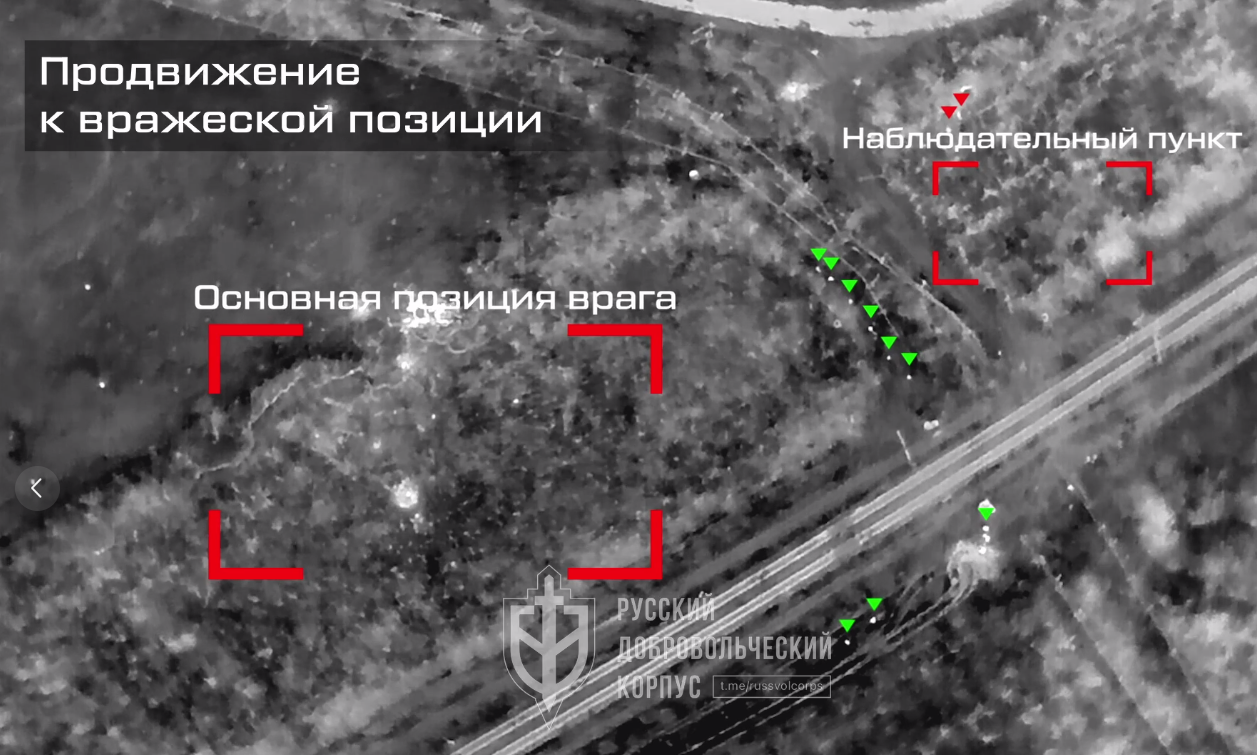 Продвижение
к вражеской позиции
Наблюдательный пункт
Основная позиция врага
РУССКИЙ
ДОБРОВОЛЬЧЕСКИЙ
КОРПУС t.me/russvolcorps